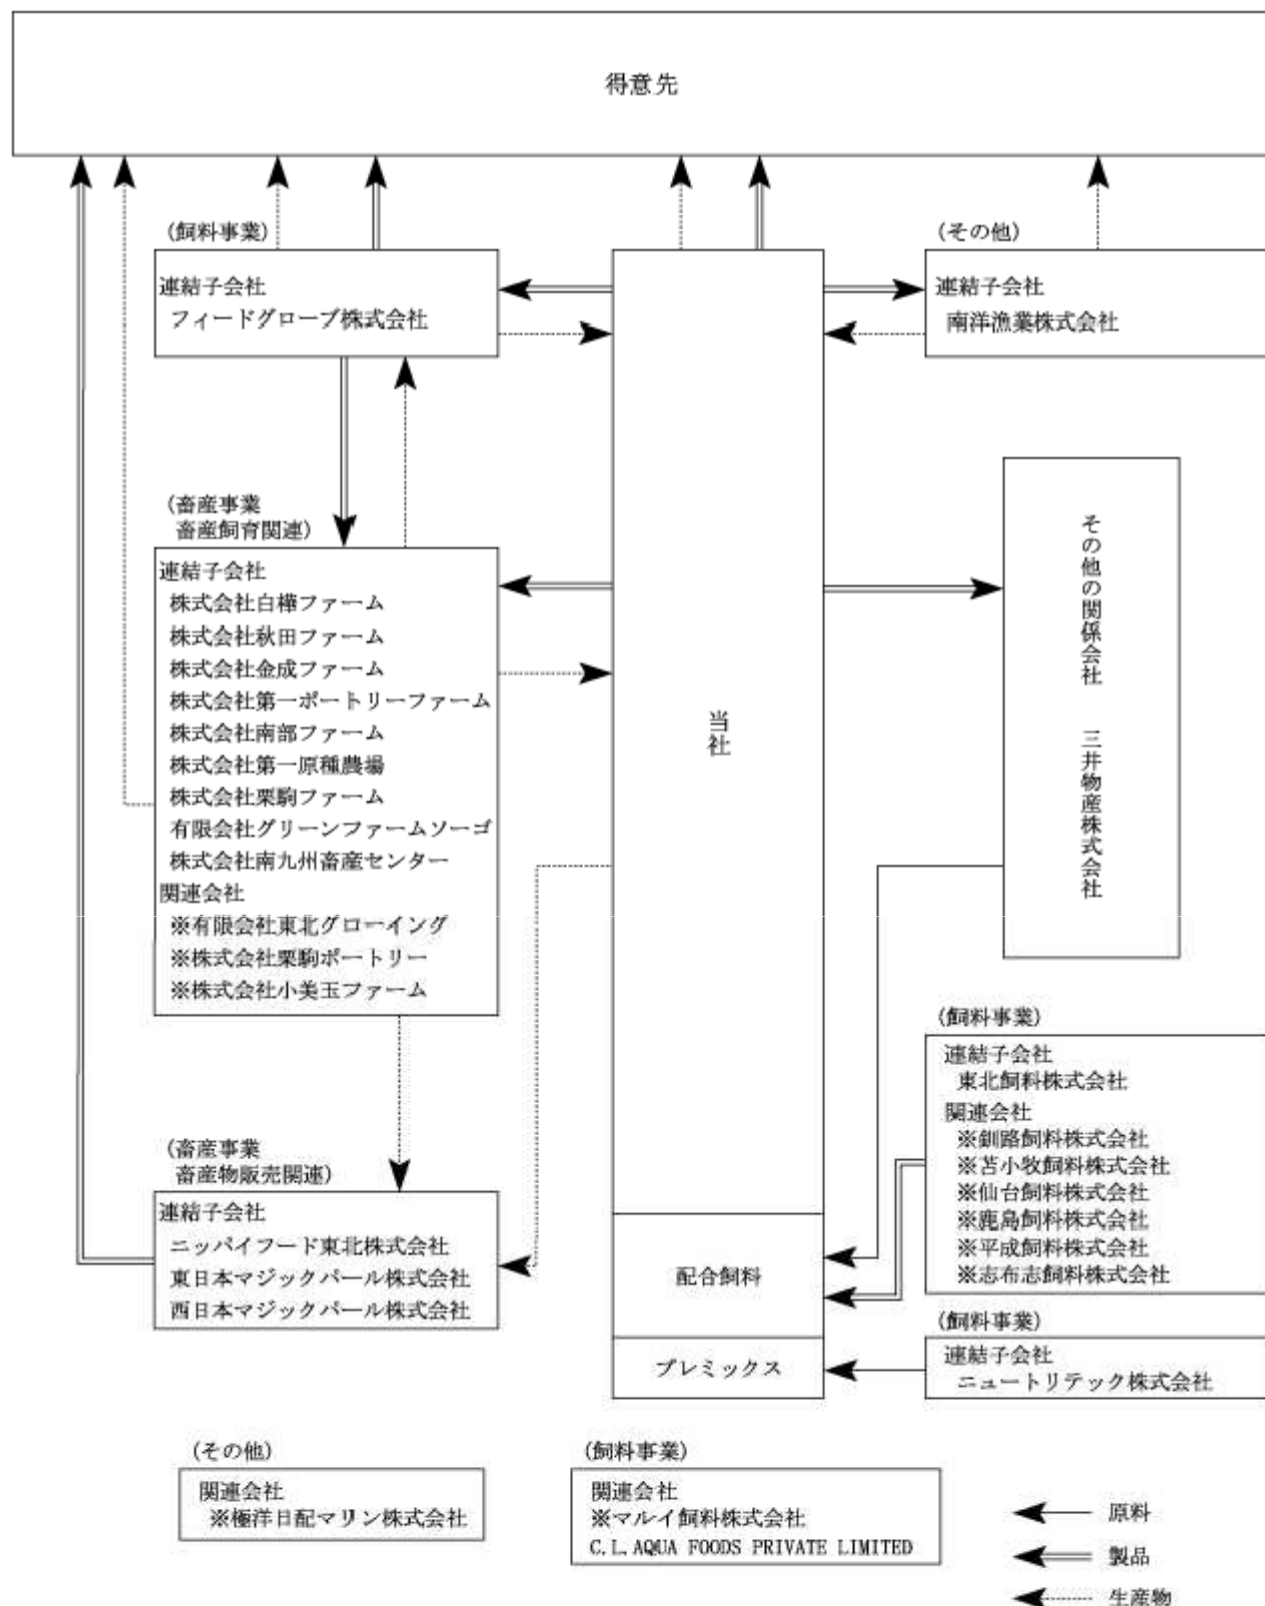 得意先
(飼料事業)
連結子会社
フィードグローブ株式会社
(その他)
連結子会社
南洋漁業株式会社
(畜産事業
畜産飼育関連)
連結子会社
株式会社白樺ファーム
株式会社秋田ファーム
株式会社金成ファーム
株式会社第一ポートリーファーム
株式会社南部ファーム
株式会社第一原種農場
株式会社栗駒ファーム
有限会社グリーンファームソーゴ
株式会社南九州畜産センター
関連会社
※有限会社東北グローイング
※株式会社栗駒ポートリー
※株式会社小美玉ファーム
当社
その他の関係会社 三井物産株式会社
(飼料事業)
連結子会社
東北飼料株式会社
関連会社
※釧路飼料株式会社
※苫小牧飼料株式会社
※仙台飼料株式会社
※鹿島飼料株式会社
※平成飼料株式会社
※志布志飼料株式会社
(畜産事業
畜産物販売関連)
連結子会社
ニッパイフード東北株式会社
東日本マジックパール株式会社
西日本マジックパール株式会社
配合飼料
プレミックス
(飼料事業)
連結子会社
ニュートリテック株式会社
(その他)
関連会社
※極洋日配マリン株式会社
(飼料事業)
関連会社
※マルイ飼料株式会社
C.L.AQUA FOODS PRIVATE LIMITED
原料
製品
生産物